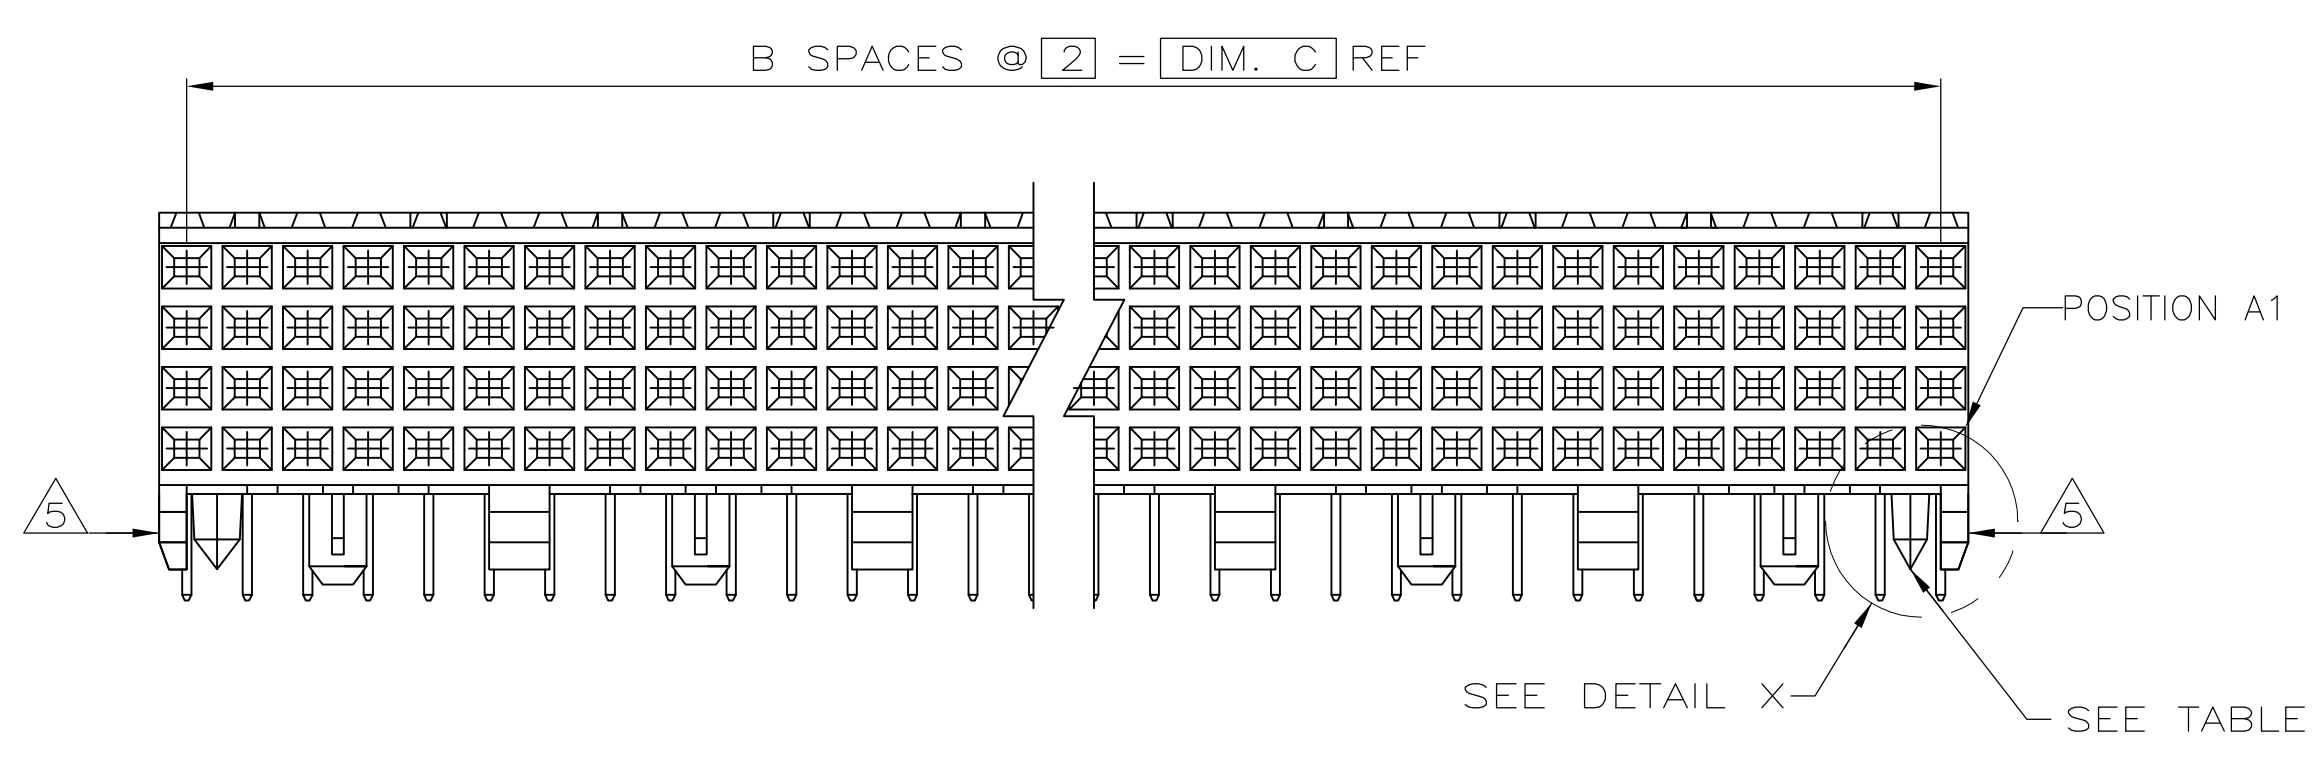 B SPACES @ 2 = DIM. C REF
POSITION A1
5
5
SEE DETAIL X
SEE TABLE